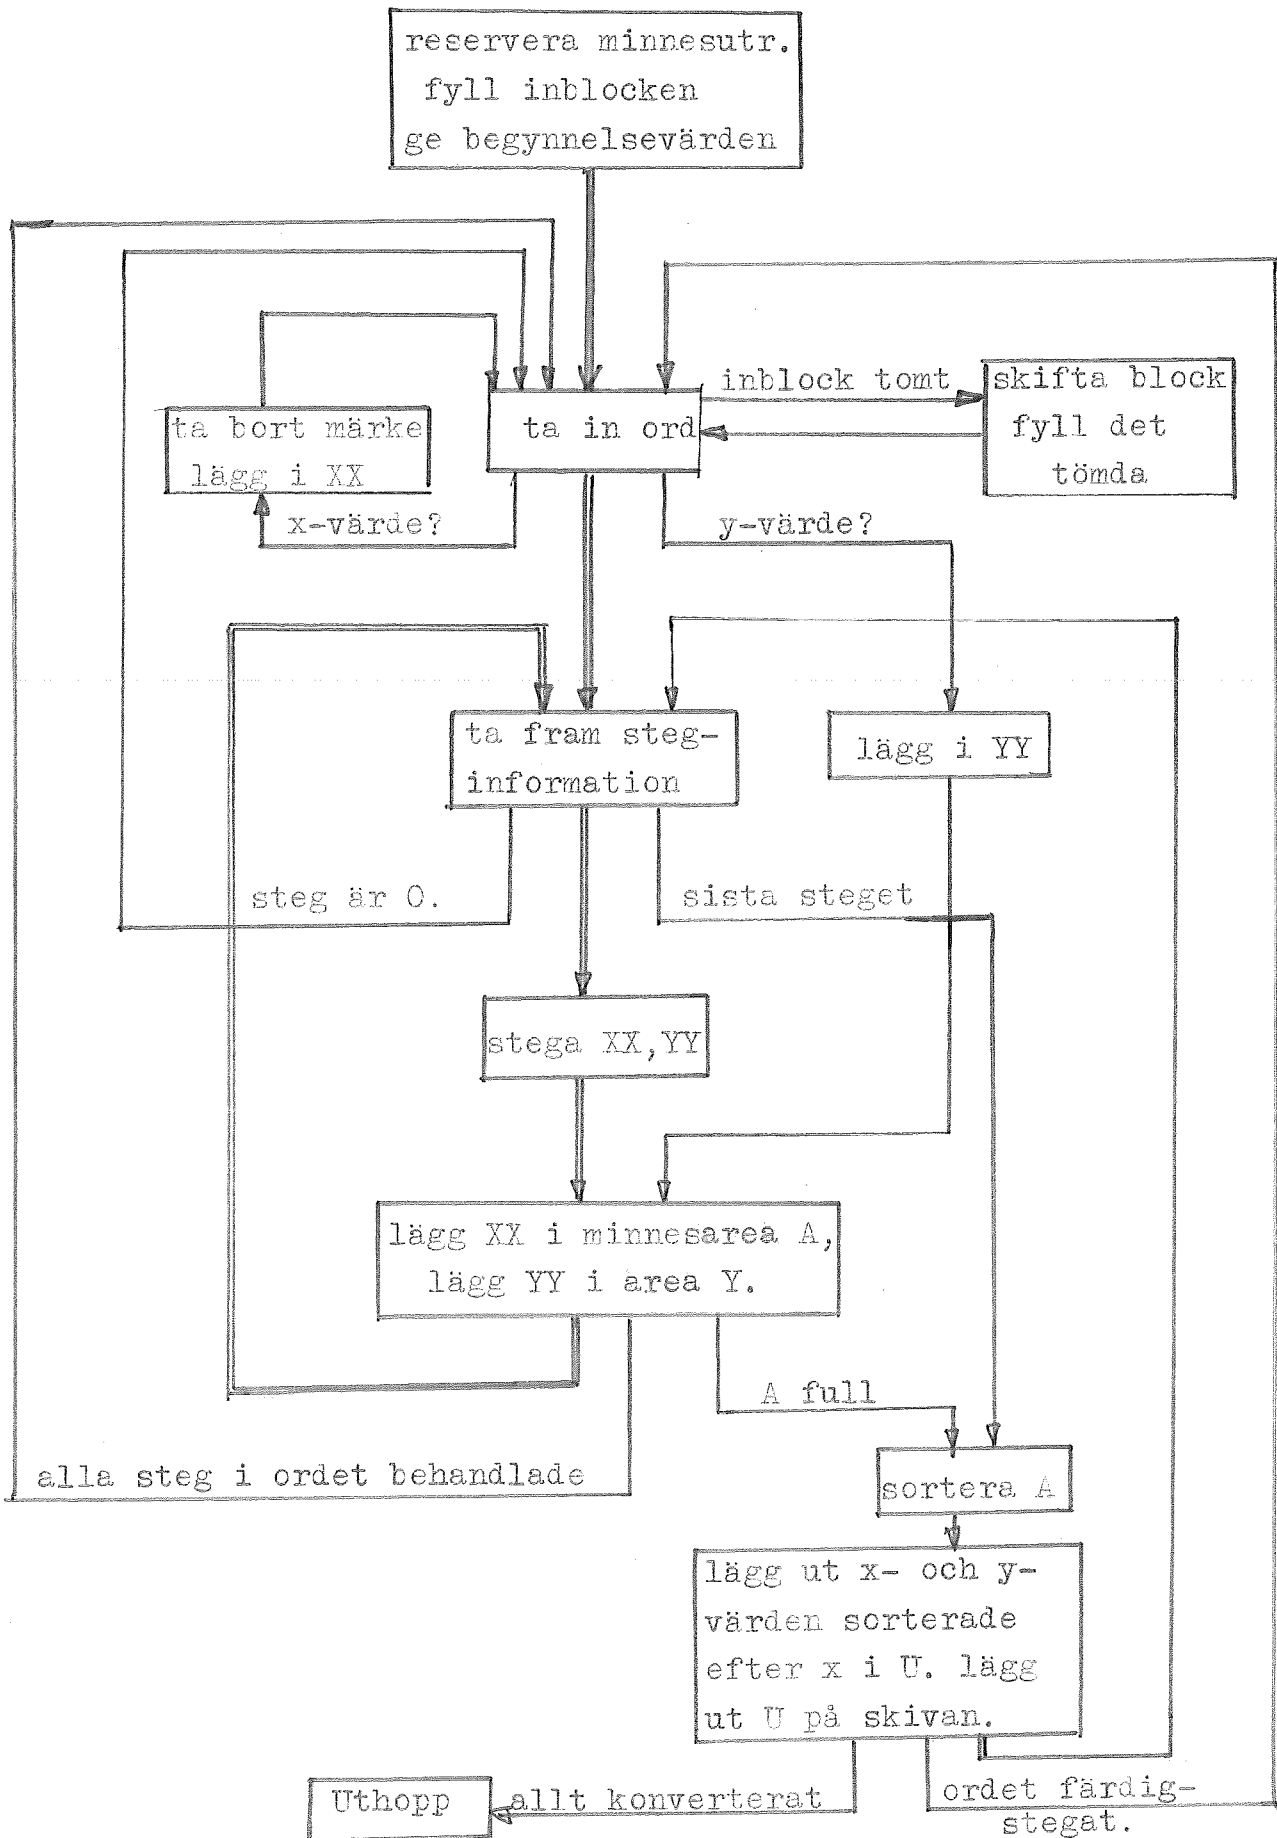 reservera minnesutr.
fyll inblocken
ge begynnelsevärden
inblock tomt
skifta block
fyll det
tömda
ta bort märke
lägg i XX
ta in ord
x-värde?
y-värde?
ta fram steg-
information
lägg i YY
steg är 0.
sista steget
stega XX,YY
lägg XX i minnesarea A,
lägg YY i area Y.
A full
alla steg i ordet behandlade
sortera A
lägg ut x- och y-
värden sorterade
efter x i U. lägg
ut U på skivan.
Uthopp
allt konverterat
ordet färdig-
stegat.